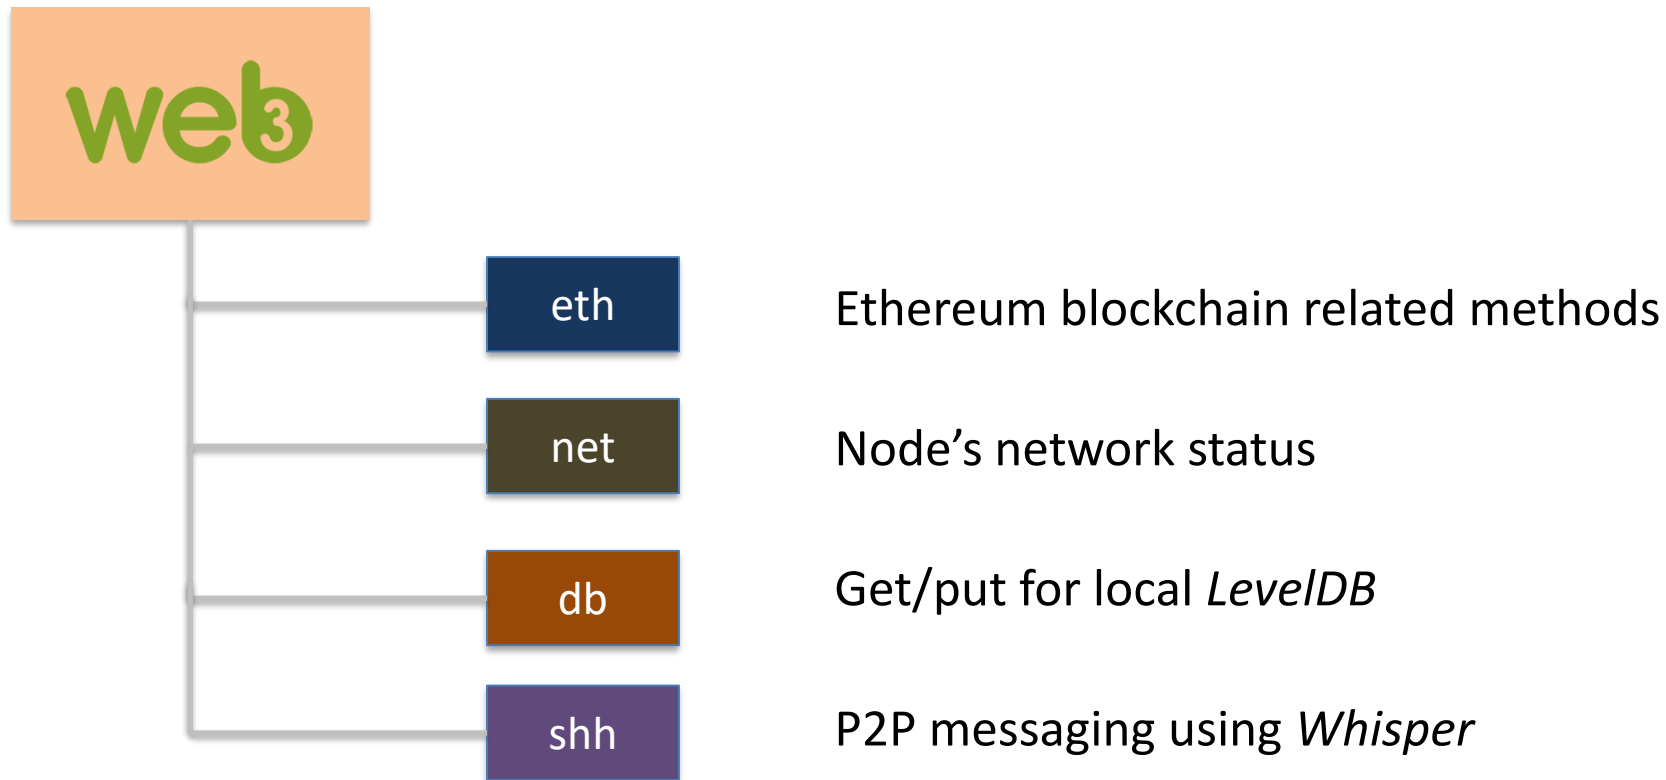 web3
eth
Ethereum blockchain related methods
net
Node’s network status
db
Get/put for local LevelDB
shh
P2P messaging using Whisper